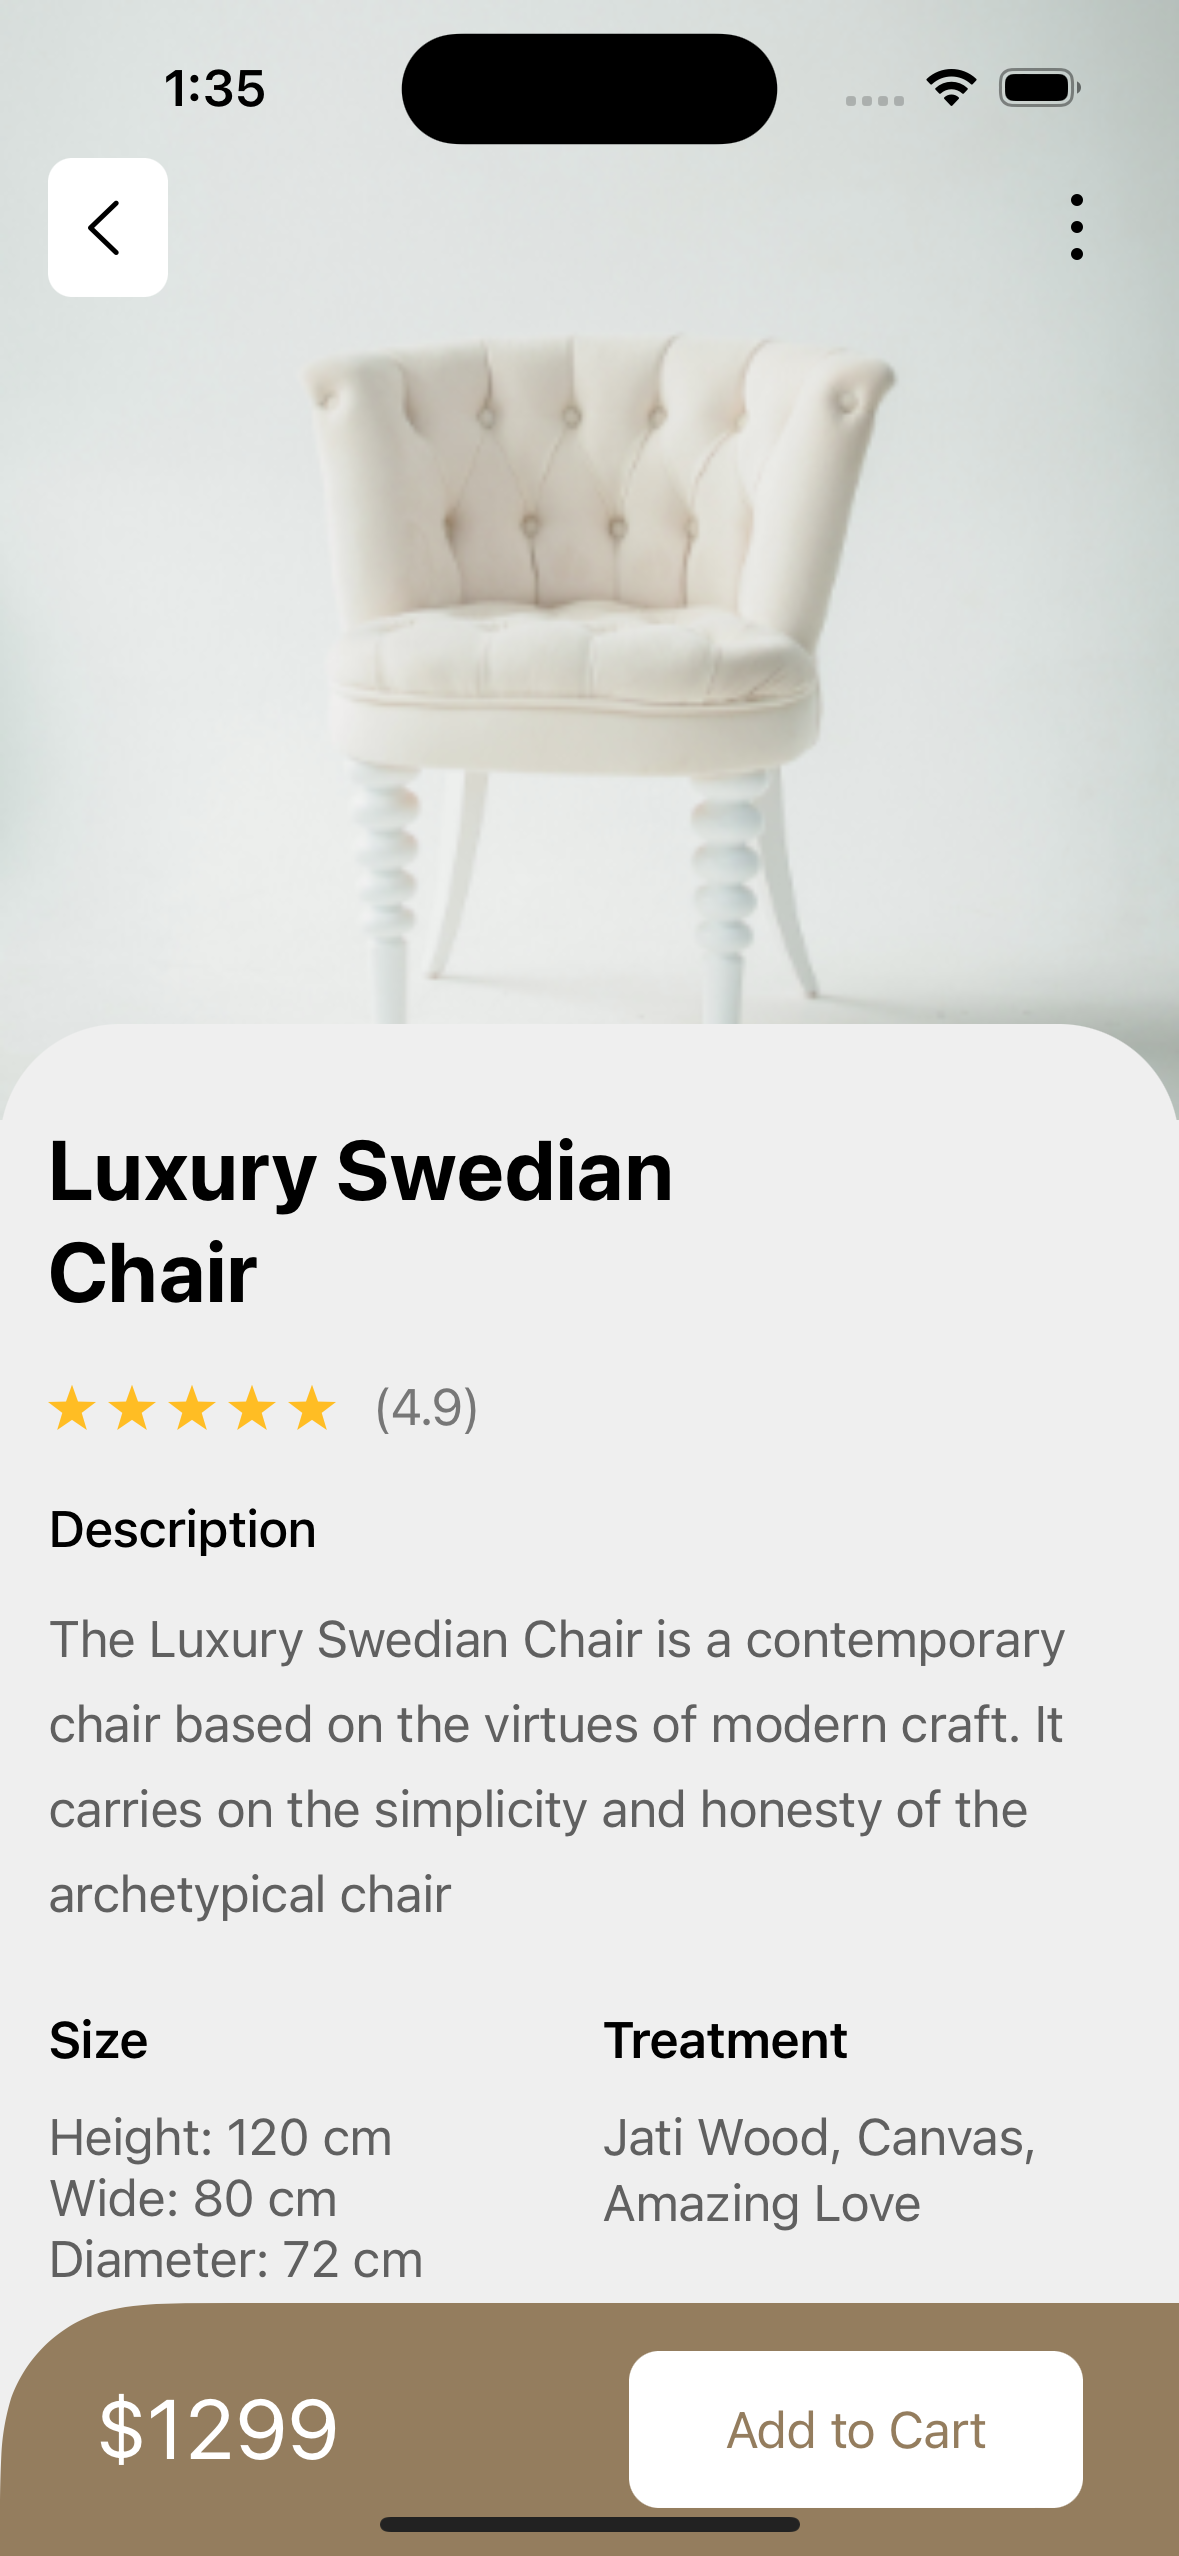 1:35
Luxury Swedian
Chair
(4.9)
Description
The Luxury Swedian Chair is a contemporary
chair based on the virtues of modern craft. It
carries on the simplicity and honesty of the
archetypical chair
Size
Height: 120 cm
Wide: 80 cm
Diameter: 72 cm
Treatment
Jati Wood, Canvas,
Amazing Love
$1299
Add to Cart